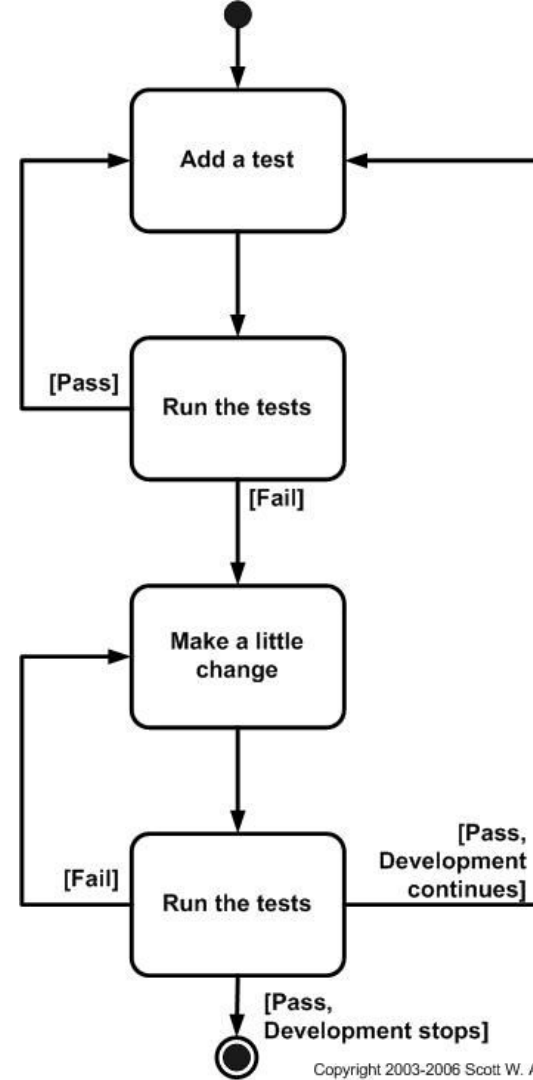 Add a test
[Pass]
Run the tests
[Fail]
Make a little
change
[Pass,
Development
continues]
[Fail]
Run the tests
[Pass,
Development stops]
Copyright 2003-2006 Scott W.